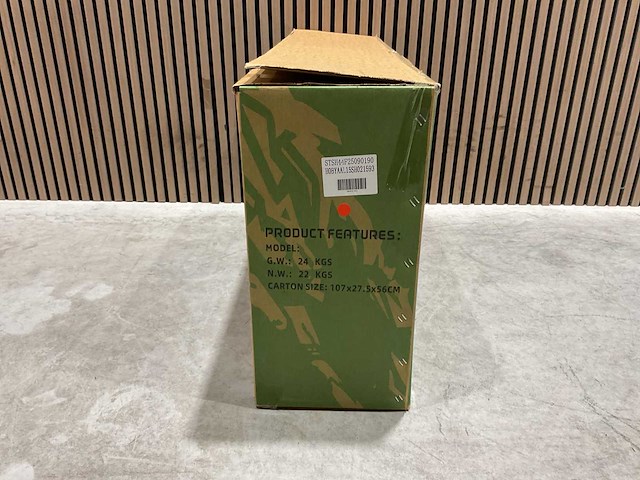 PRODUCT FEATURES:
MODEL:
G.W.: 24 KGS
N.W.: 22 KGS
CARTON SIZE: 107x27.5x56CM